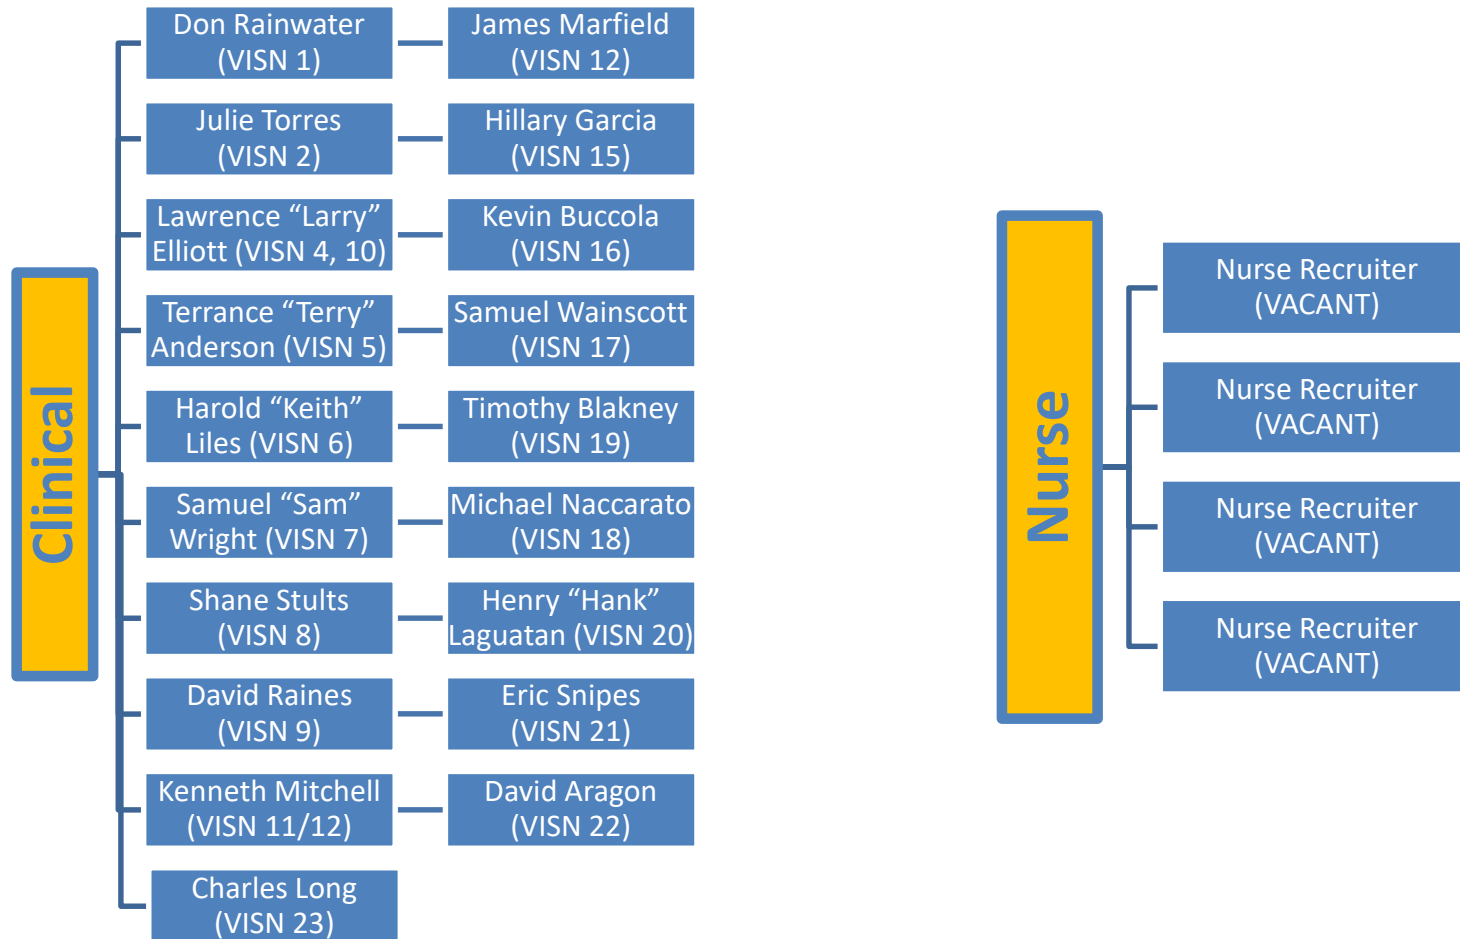 Clinical
Don Rainwater
(VISN 1)
James Marfield
(VISN 12)
Julie Torres
(VISN 2)
Hillary Garcia
(VISN 15)
Lawrence “Larry”
Elliott (VISN 4, 10)
Kevin Buccola
(VISN 16)
Terrance “Terry”
Anderson (VISN 5)
Samuel Wainscott
(VISN 17)
Harold “Keith”
Liles (VISN 6)
Timothy Blakney
(VISN 19)
Samuel “Sam”
Wright (VISN 7)
Michael Naccarato
(VISN 18)
Shane Stults
(VISN 8)
Henry “Hank”
Laguatan (VISN 20)
David Raines
(VISN 9)
Eric Snipes
(VISN 21)
Kenneth Mitchell
(VISN 11/12)
David Aragon
(VISN 22)
Charles Long
(VISN 23)
Nurse
Nurse Recruiter
(VACANT)
Nurse Recruiter
(VACANT)
Nurse Recruiter
(VACANT)
Nurse Recruiter
(VACANT)